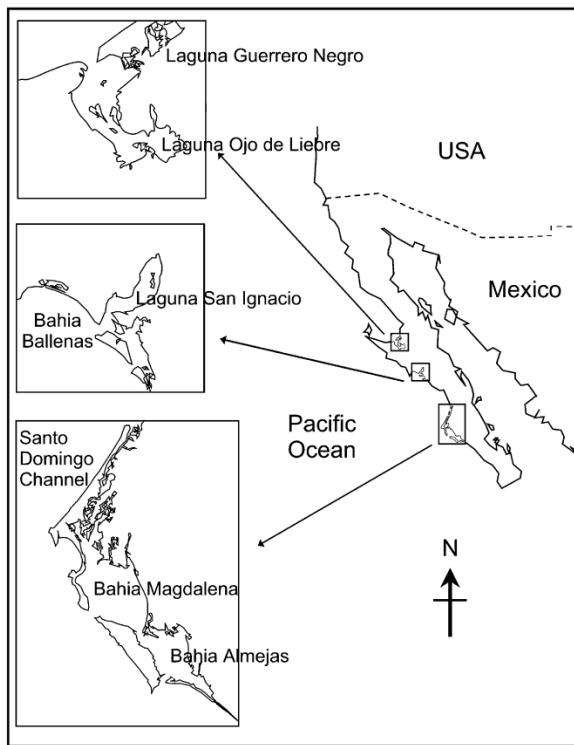 Laguna Guerrero Negro
Laguna Ojo de Liebre
USA
Mexico
Laguna San Ignacio
Bahia
Ballenas
Pacific
Ocean
Santo
Domingo
Channel
Bahia Magdalena
Bahia Almejas
N